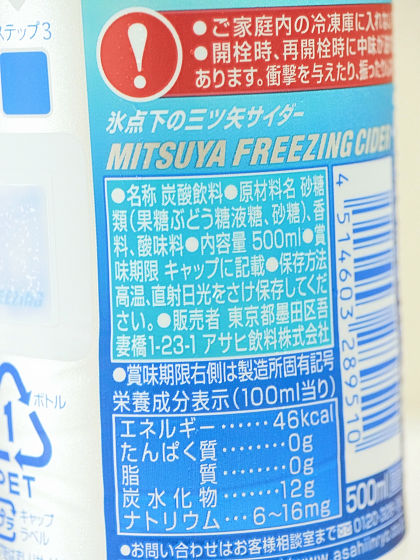 ステップ3
●ご家庭内の冷凍庫に入れな
●開栓時、再開栓時に中味が
あります。衝撃を与えたり、振った
氷点下の三ツ矢サイダー
MITSUYA FREEZING CIDER
●名称 炭酸飲料●原材料名 砂糖
類(果糖ぶどう糖液糖、砂糖)、香
料、酸味料●内容量 500ml●賞
味期限 キャップに記載●保存方法
高温、直射日光をさけ保存してくだ
さい。●販売者 東京都墨田区吾
妻橋1-23-1 アサヒ飲料株式会社
●賞味期限右側は製造所固有記号
栄養成分表示(100ml当り)
エネルギー……46kcal
たんぱく質………0g
脂質………0g
炭水化物………12g
ナトリウム…6~16mg
●お問い合わせはお客様相談室まで
4 514603 289510
500ml
0120-328
www.asahiinryo
EEZING
ボトル
1
PET
プラ
キャップ
ラベル